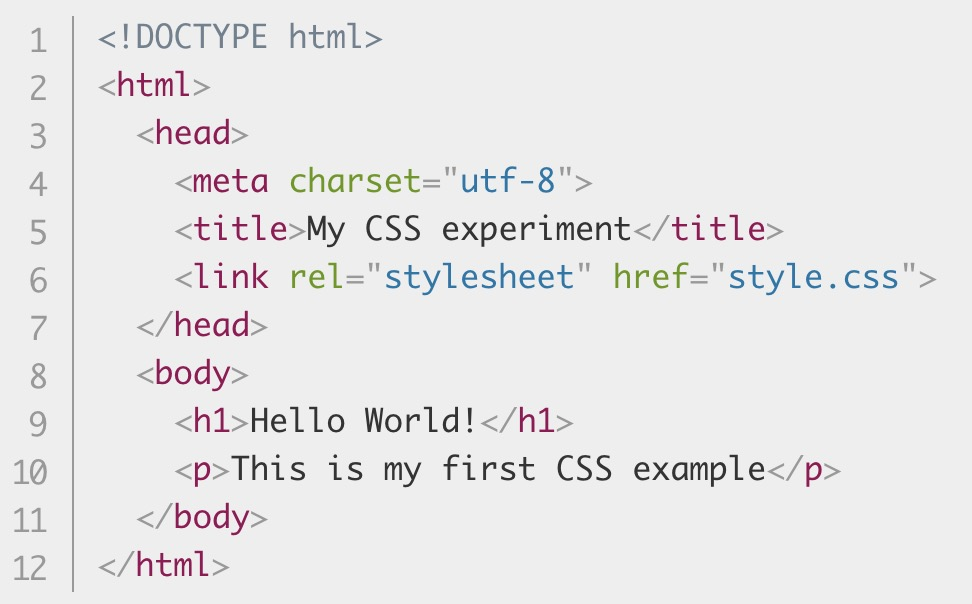 1 <!DOCTYPE html>
2 <html>
3   <head>
4     <meta charset="utf-8">
5     <title>My CSS experiment</title>
6     <link rel="stylesheet" href="style.css">
7   </head>
8   <body>
9     <h1>Hello World!</h1>
10     <p>This is my first CSS example</p>
11   </body>
12 </html>